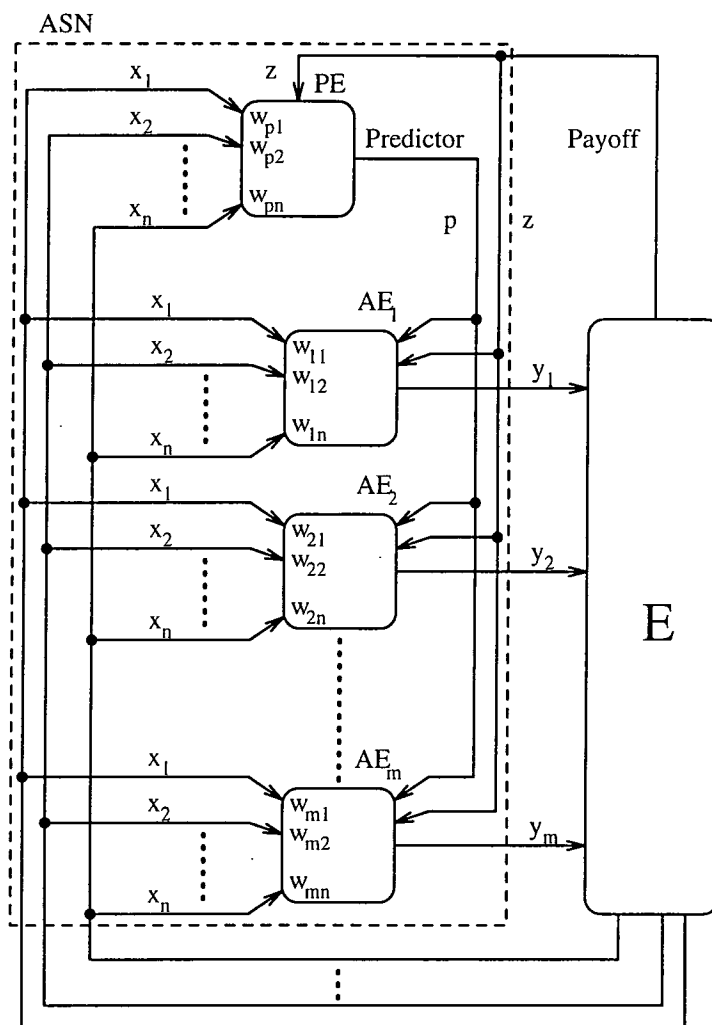 ASN
x1 z PE
wp1
x2 wp2 Predictor Payoff
wpn
xn p z
x1 AE1
w11
x2 w12 y1
w1n
xn
x1 AE2
w21
x2 w22 y2
w2n
xn
E
x1 AEm
wm1
x2 wm2 ym
wmn
xn